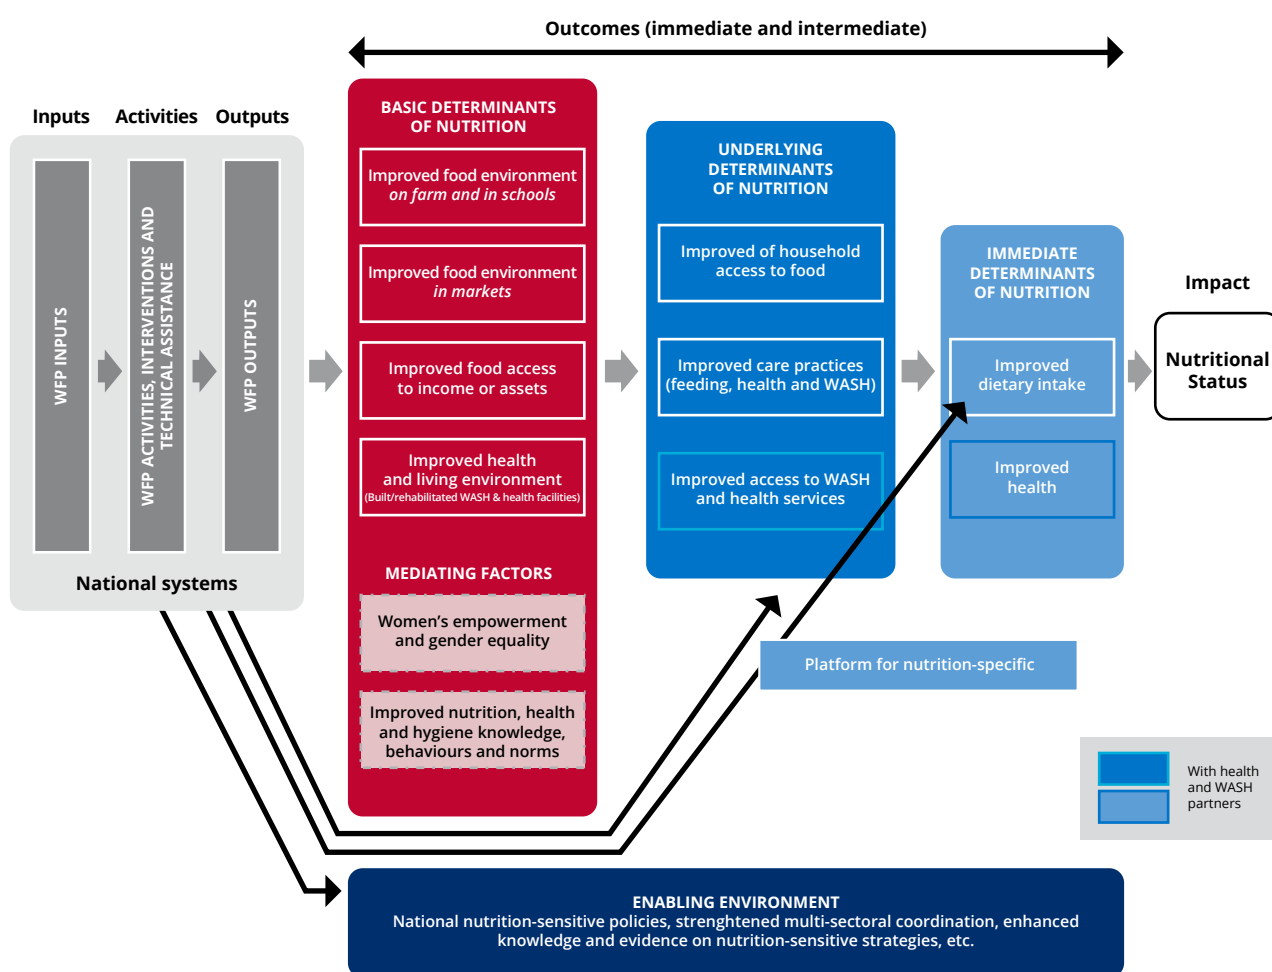 Outcomes (immediate and intermediate)
Inputs
Activities
Outputs
WFP INPUTS
WFP ACTIVITIES, INTERVENTIONS AND
TECHNICAL ASSISTANCE
WFP OUTPUTS
National systems
BASIC DETERMINANTS
OF NUTRITION
Improved food environment
on farm and in schools
Improved food environment
in markets
Improved food access
to income or assets
Improved health
and living environment
(Built/rehabilitated WASH & health facilities)
MEDIATING FACTORS
Women’s empowerment
and gender equality
Improved nutrition, health
and hygiene knowledge,
behaviours and norms
UNDERLYING
DETERMINANTS
OF NUTRITION
Improved of household
access to food
Improved care practices
(feeding, health and WASH)
Improved access to WASH
and health services
IMMEDIATE
DETERMINANTS
OF NUTRITION
Improved
dietary intake
Improved
health
Impact
Nutritional
Status
Platform for nutrition-specific
With health
and WASH
partners
ENABLING ENVIRONMENT
National nutrition-sensitive policies, strenghtened multi-sectoral coordination, enhanced
knowledge and evidence on nutrition-sensitive strategies, etc.